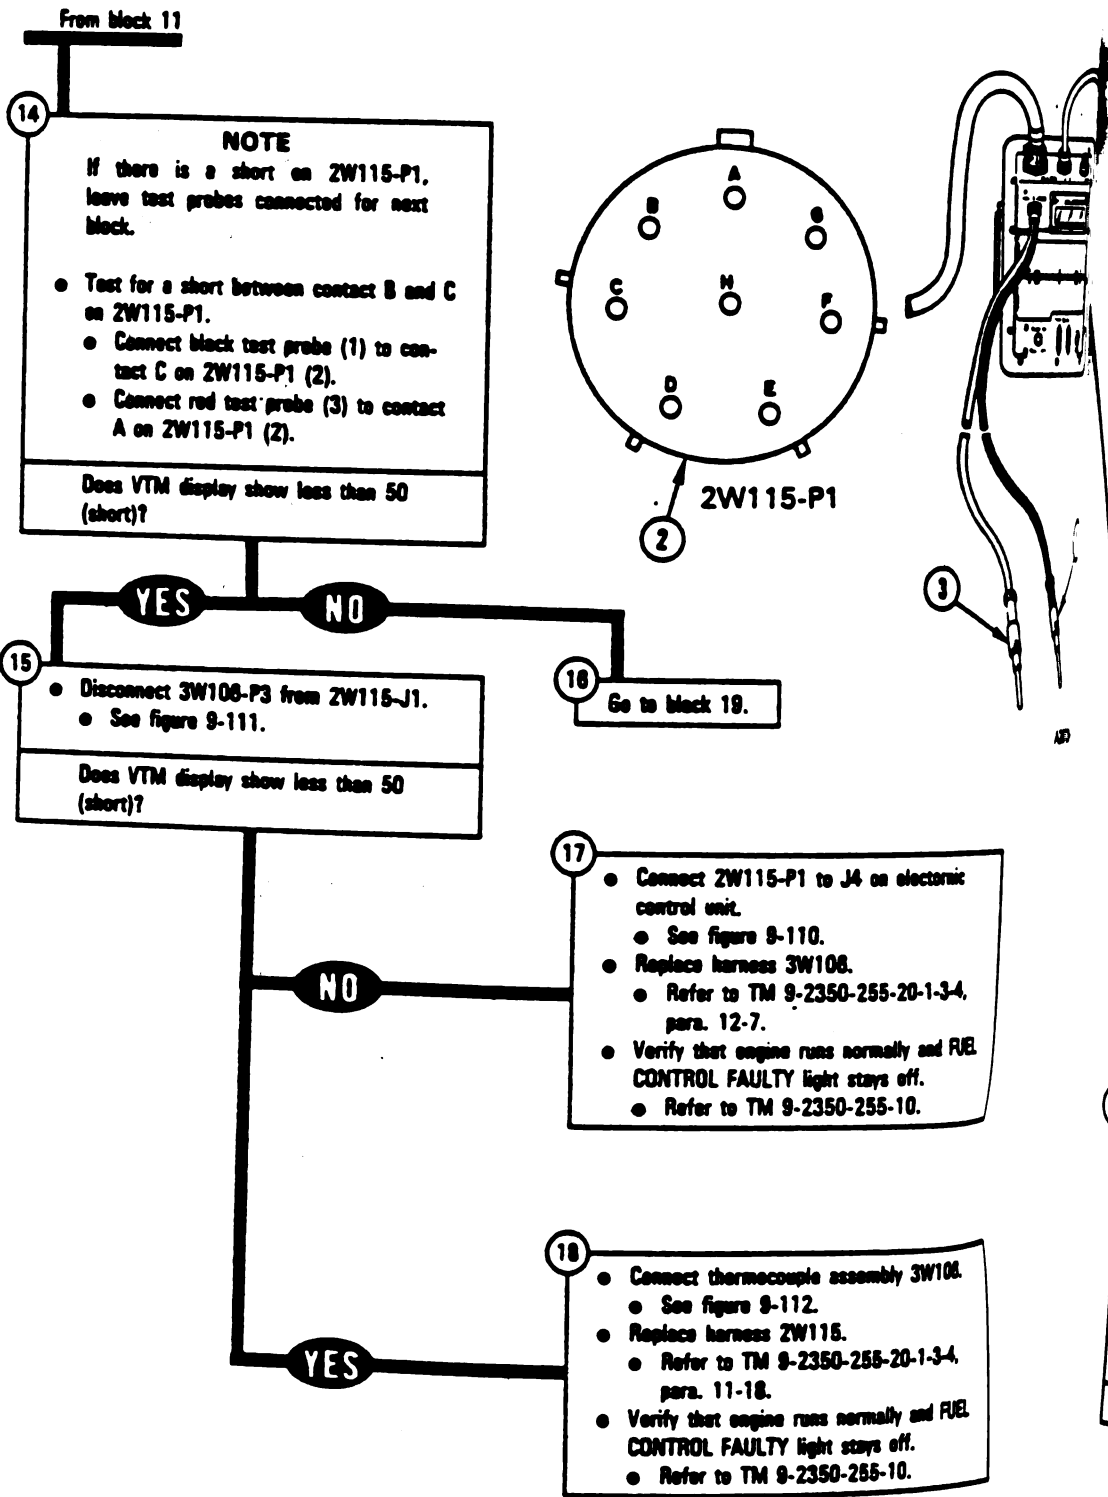 From block 11
14
NOTE
If there is a short on 2W115-P1,
leave test probes connected for next
block.
● Test for a short between contact B and C
on 2W115-P1.
● Connect black test probe (1) to con-
tact C on 2W115-P1 (2).
● Connect red test probe (3) to contact
A on 2W115-P1 (2).
Does VTM display show less than 50
(short)?
A
B
G
C
H
F
D
E
2W115-P1
2
3
YES
NO
15
● Disconnect 3W106-P3 from 2W115-J1.
● See figure 9-111.
Does VTM display show less than 50
(short)?
16
Go to block 19.
NO
17
● Connect 2W115-P1 to J4 on electornic
control unit.
● See figure 9-110.
● Replace harness 3W106.
● Refer to TM 9-2350-255-20-1-3-4,
para. 12-7.
● Verify that engine runs normally and FUEL
CONTROL FAULTY light stays off.
● Refer to TM 9-2350-255-10.
YES
18
● Connect thermocouple assembly 3W106.
● See figure 9-112.
● Replace harness 2W115.
● Refer to TM 9-2350-255-20-1-3-4,
para. 11-18.
● Verify that engine runs normally and FUEL
CONTROL FAULTY light stays off.
● Refer to TM 9-2350-255-10.